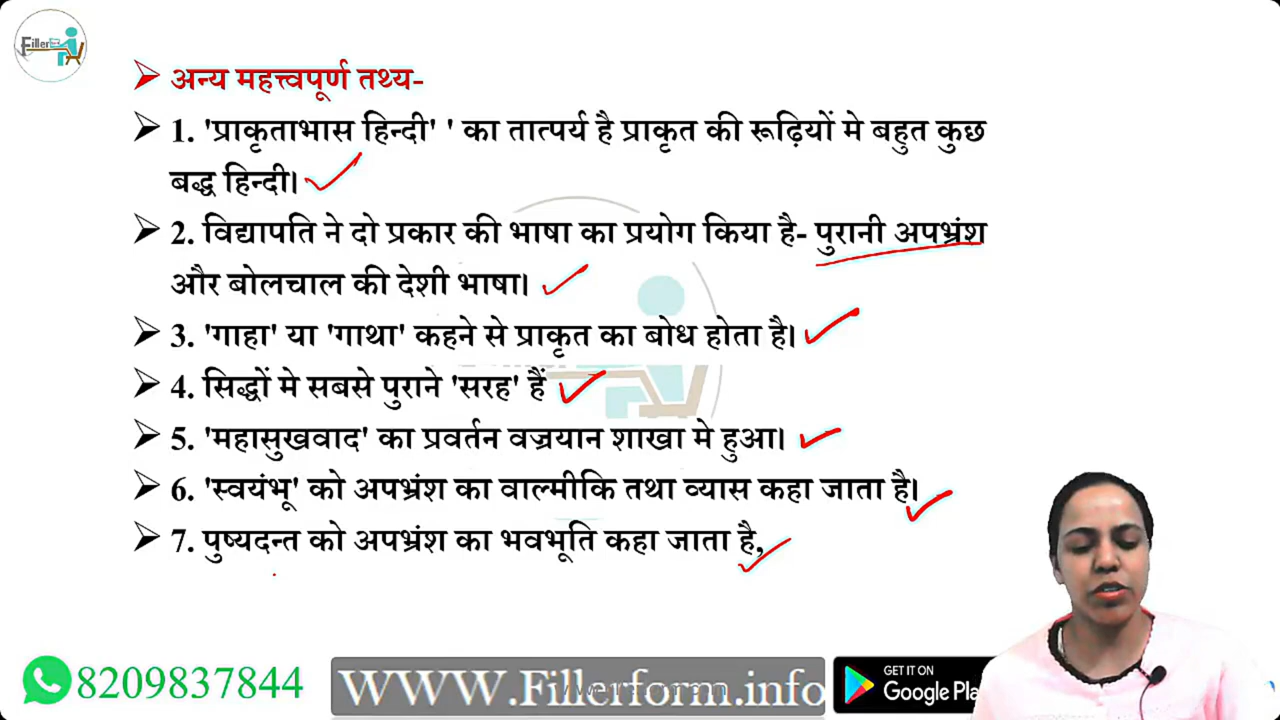 Fillerform
अन्य महत्त्वपूर्ण तथ्य-
1. 'प्राकृताभास हिन्दी' ' का तात्पर्य है प्राकृत की रूढ़ियों मे बहुत कुछ
बद्ध हिन्दी।
2. विद्यापति ने दो प्रकार की भाषा का प्रयोग किया है- पुरानी अपभ्रंश
और बोलचाल की देशी भाषा।
3. 'गाहा' या 'गाथा' कहने से प्राकृत का बोध होता है।
4. सिद्धों मे सबसे पुराने 'सरह' हैं
5. 'महासुखवाद' का प्रवर्तन वज्रयान शाखा मे हुआ।
6. 'स्वयंभू' को अपभ्रंश का वाल्मीकि तथा व्यास कहा जाता है।
7. पुष्यदन्त को अपभ्रंश का भवभूति कहा जाता है,
8209837844
WWW.Fillerform.info
GET IT ON
Google Pla